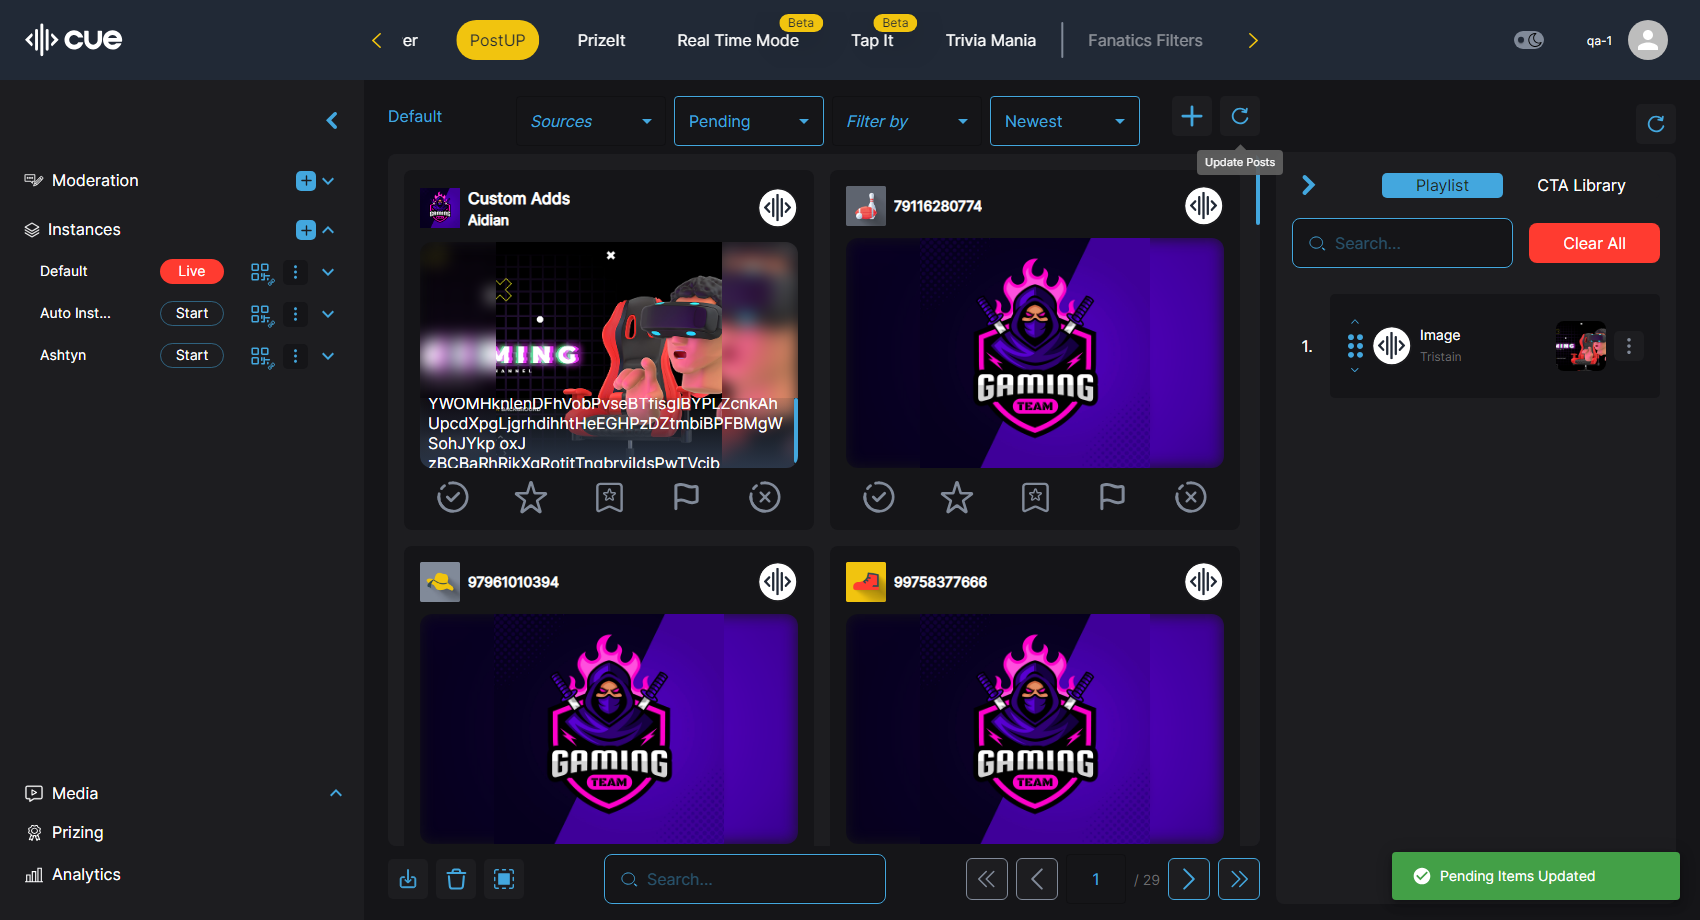 cue
er
PostUP
PrizeIt
Beta
Real Time Mode
Beta
Tap It
Trivia Mania
Fanatics Filters
qa-1
Moderation
Instances
Default
Live
Auto Inst...
Start
Ashtyn
Start
Media
Prizing
Analytics
Default
Sources
Pending
Filter by
Newest
Update Posts
Custom Adds
Aidian
MING
CHANNEL
UpcdXpgLjgrhdihhtHeEGHPzDZtmbiBPFBMgW
SohJYkp oxJ
79116280774
GAMING
TEAM
97961010394
GAMING
TEAM
99758377666
GAMING
TEAM
Search...
1
/ 29
Playlist
CTA Library
Search...
Clear All
1.
Image
Tristain
Pending Items Updated